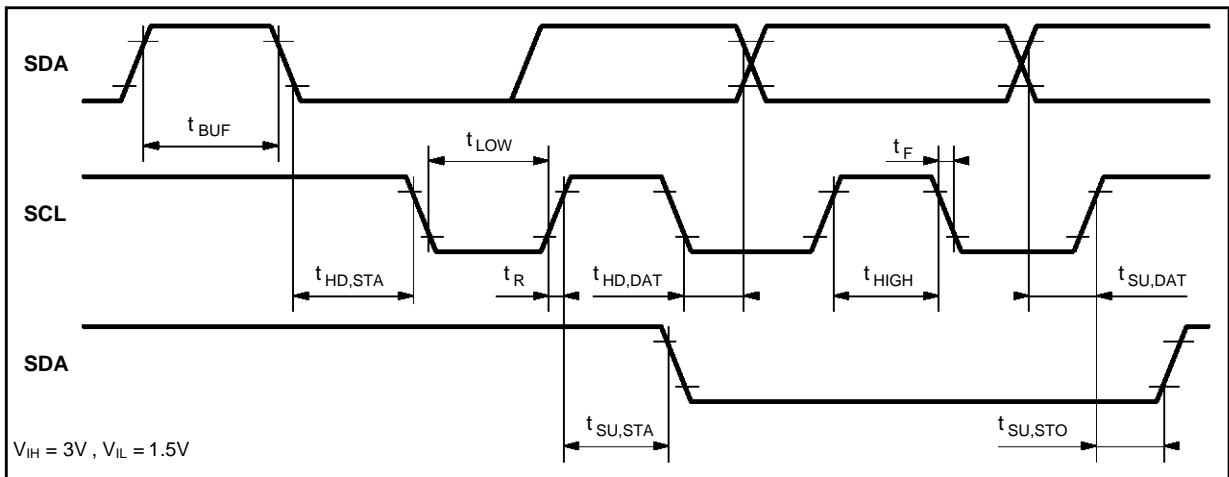 SDA
t BUF
t LOW
t F
SCL
t HD,STA
t R
t HD,DAT
t HIGH
t SU,DAT
SDA
t SU,STA
t SU,STO
VIH = 3V , VIL = 1.5V